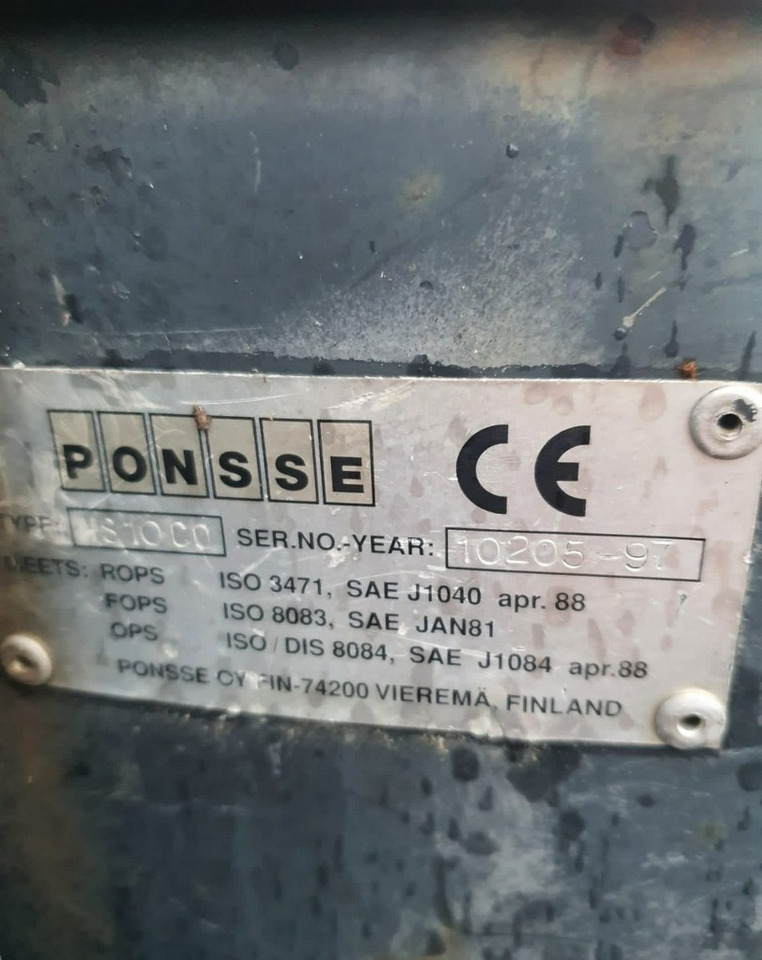 PONSSE CE
TYPE: HS10CO SER.NO.-YEAR: 10205-97
MEETS: ROPS ISO 3471, SAE J1040 apr. 88
FOPS ISO 8083, SAE JAN81
OPS ISO/DIS 8084, SAE J1084 apr.88
PONSSE OY FIN-74200 VIEREMÄ, FINLAND